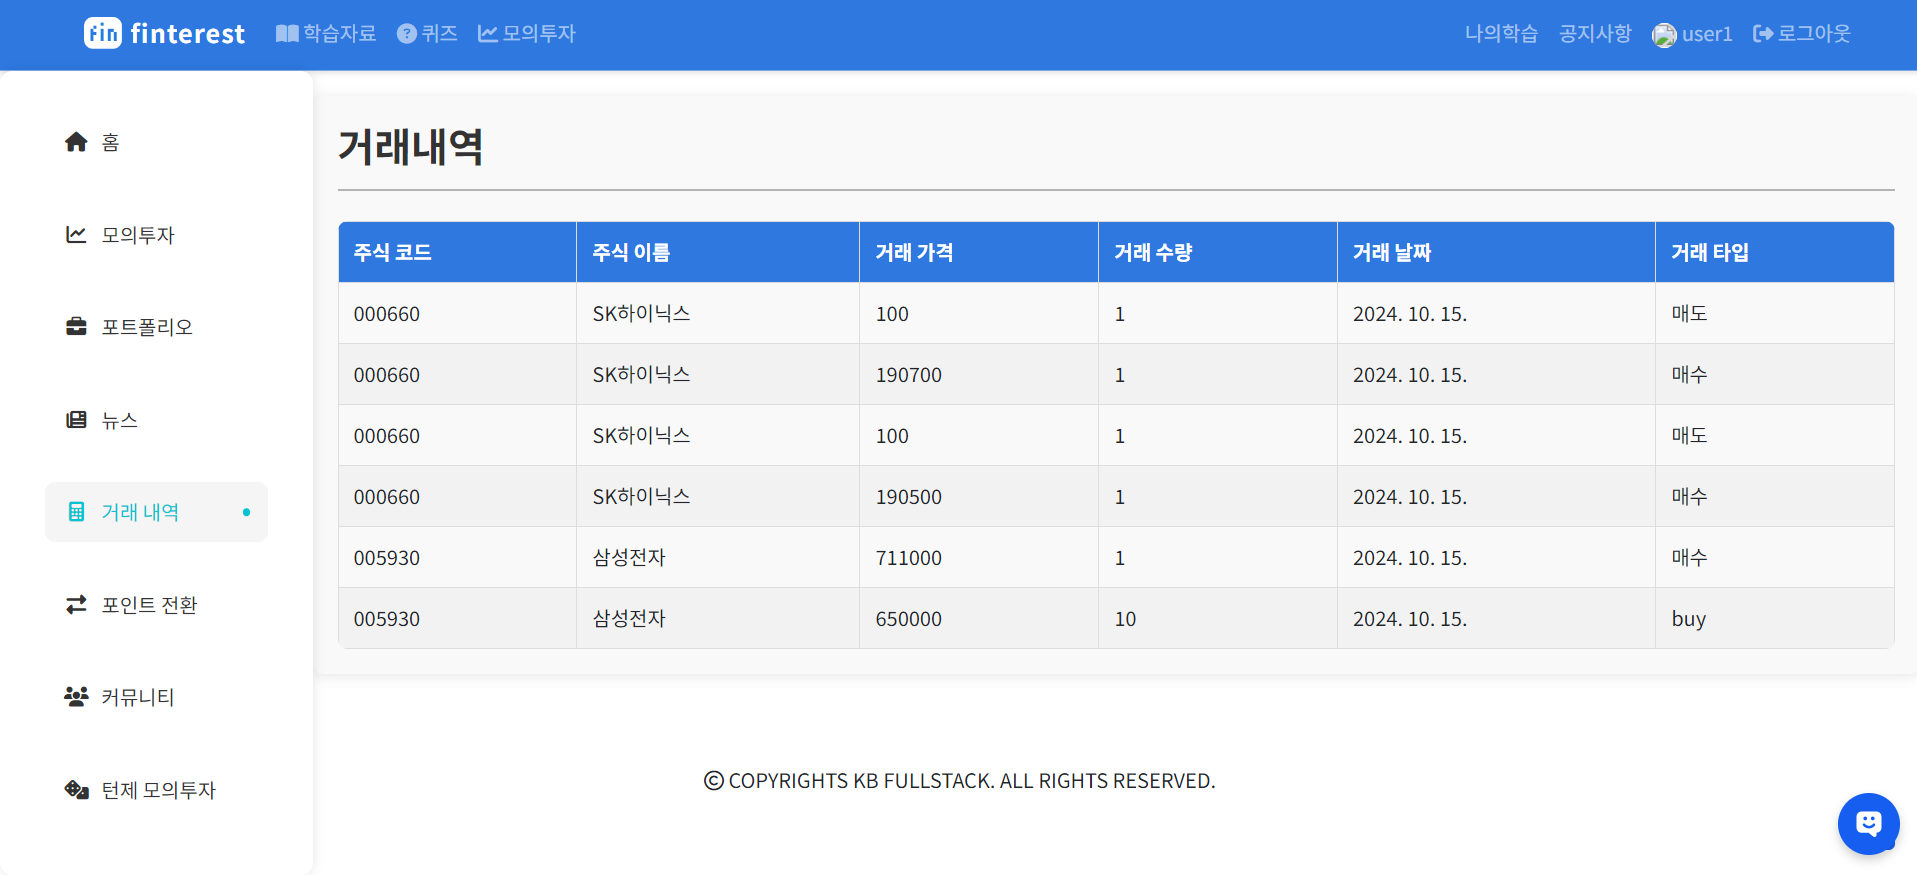 fin finterest 학습자료 ? 퀴즈 모의투자 나의학습 공지사항 user1 로그아웃
홈
모의투자
포트폴리오
뉴스
거래 내역
포인트 전환
커뮤니티
턴제 모의투자
거래내역
주식 코드 주식 이름 거래 가격 거래 수량 거래 날짜 거래 타입
000660 SK하이닉스 100 1 2024. 10. 15. 매도
000660 SK하이닉스 190700 1 2024. 10. 15. 매수
000660 SK하이닉스 100 1 2024. 10. 15. 매도
000660 SK하이닉스 190500 1 2024. 10. 15. 매수
005930 삼성전자 711000 1 2024. 10. 15. 매수
005930 삼성전자 650000 10 2024. 10. 15. buy
© COPYRIGHTS KB FULLSTACK. ALL RIGHTS RESERVED.